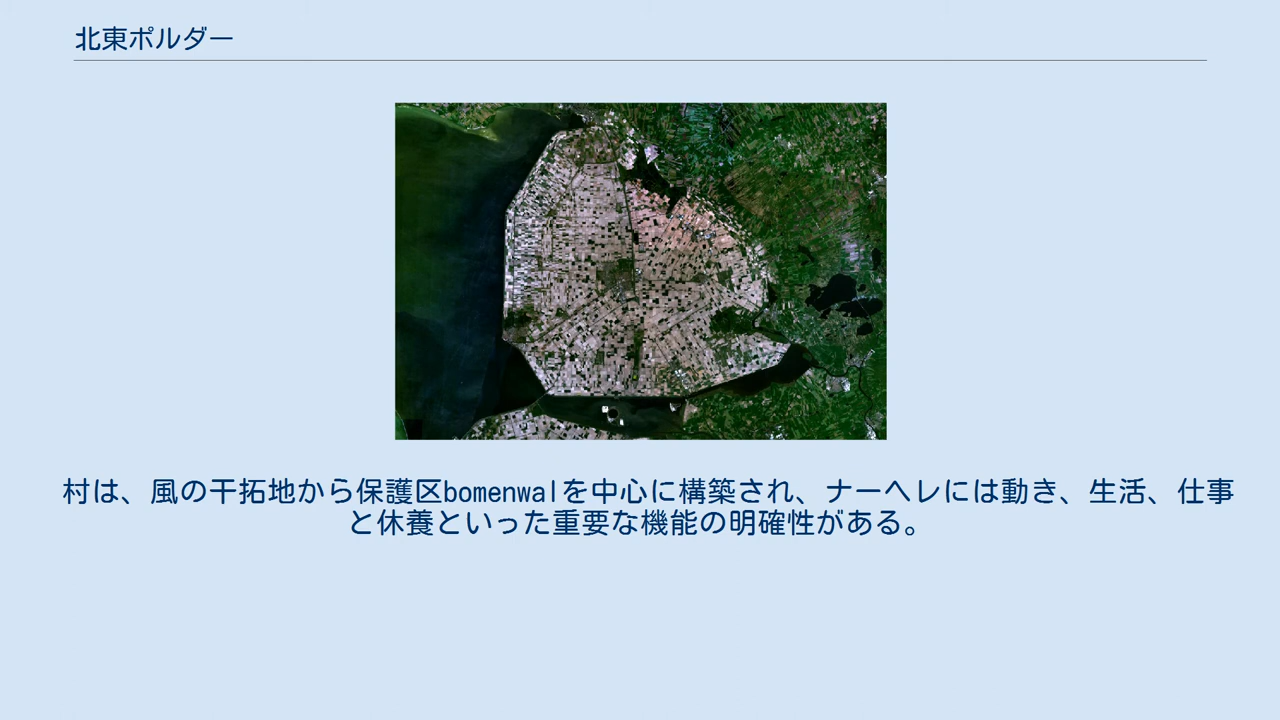 北東ポルダー
村は、風の干拓地から保護区bomenwalを中心に構築され、ナーヘレには動き、生活、仕事
と休養といった重要な機能の明確性がある。